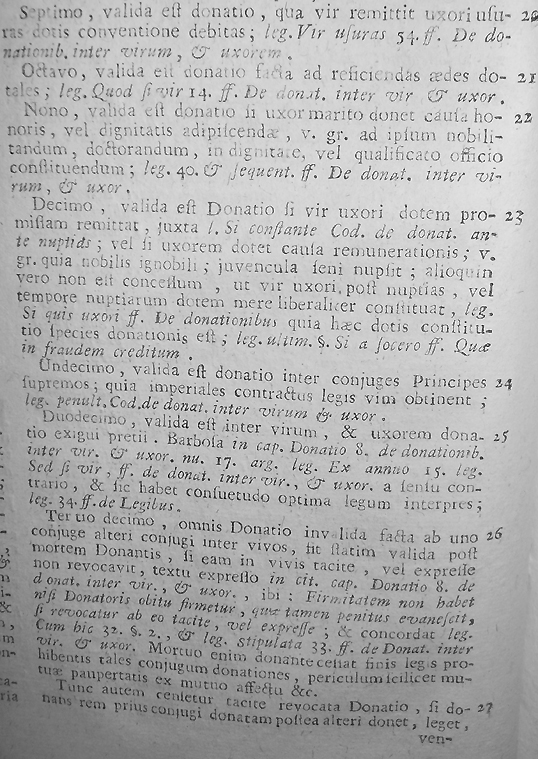 Septimo, valida eſt donatio, qua vir remittit uxori uſu- 20
ras dotis conventione debitas; leg. Vir uſuras 54. ff. De do-
nationib. inter virum, & uxorem.
Octavo, valida eſt donatio facta ad reficiendas ædes do- 21
tales; leg. Quod ſi vir 14. ff. De donat. inter vir & uxor.
Nono, valida eſt donatio ſi uxor marito donet cauſa ho- 22
noris, vel dignitatis adipiſcendæ, v. gr. ad ipſum nobili-
tandum, doctorandum, in dignitate, vel qualificato officio
conſtituendum; leg. 40. & ſequent. ff. De donat. inter vi-
rum, & uxor.
Decimo, valida eſt Donatio ſi vir uxori dotem pro- 23
miſſam remittat, juxta l. Si conſtante Cod. de donat. an-
te nuptids; vel ſi uxorem dotet cauſa remunerationis; v.
gr. quia nobilis ignobili; juvencula ſeni nupſit; alioquin
vero non eſt conceſſum, ut vir uxori, poſt nuptias, vel
tempore nuptiarum dotem mere liberaliter conſtituat, leg.
Si quis uxori ff. De donationibus quia hæc dotis conſtitu-
tio ſpecies donationis eſt; leg. ultim. §. Si a ſocero ff. Quæ
in fraudem creditum.
Undecimo, valida eſt donatio inter conjuges Principes 24
ſupremos; quia imperiales contractus legis vim obtinent;
leg. penult. Cod. de donat. inter virum & uxor.
Duodecimo, valida eſt inter virum, & uxorem dona- 25
tio exigui pretii. Barboſa in cap. Donatio 8. de donationib.
inter vir. & uxor. nu. 17. arg. leg. Ex annuo 15. leg.
Sed ſi vir, ff. de donat. inter vir., & uxor. a ſenſu con-
trario, & ſic habet conſuetudo optima legum interpres;
leg. 34. ff. de Legibus.
Tertio decimo, omnis Donatio invalida facta ab uno 26
conjuge alteri conjugi inter vivos, fit ſtatim valida poſt
mortem Donantis, ſi eam in vivis tacite, vel expreſſe
non revocavit, textu expreſſo in cit. cap. Donatio 8. de
donat. inter vir., & uxor., ibi: Firmitatem non habet
niſi Donatoris obitu firmetur, quæ tamen penitus evaneſcit,
ſi revocatur ab eo tacite, vel expreſſe; & concordat leg.
Cum hic 32. §. 2., & leg. ſtipulata 33. ff. de Donat. inter
vir. & uxor. Mortuo enim donante ceſſat finis legis pro-
hibentis tales conjugum donationes, periculum ſcilicet mu-
tuæ paupertatis ex mutuo affectu &c.
Tunc autem cenſetur tacite revocata Donatio, ſi do- 27
nans rem prius conjugi donatam poſtea alteri donet, leget,
ven-